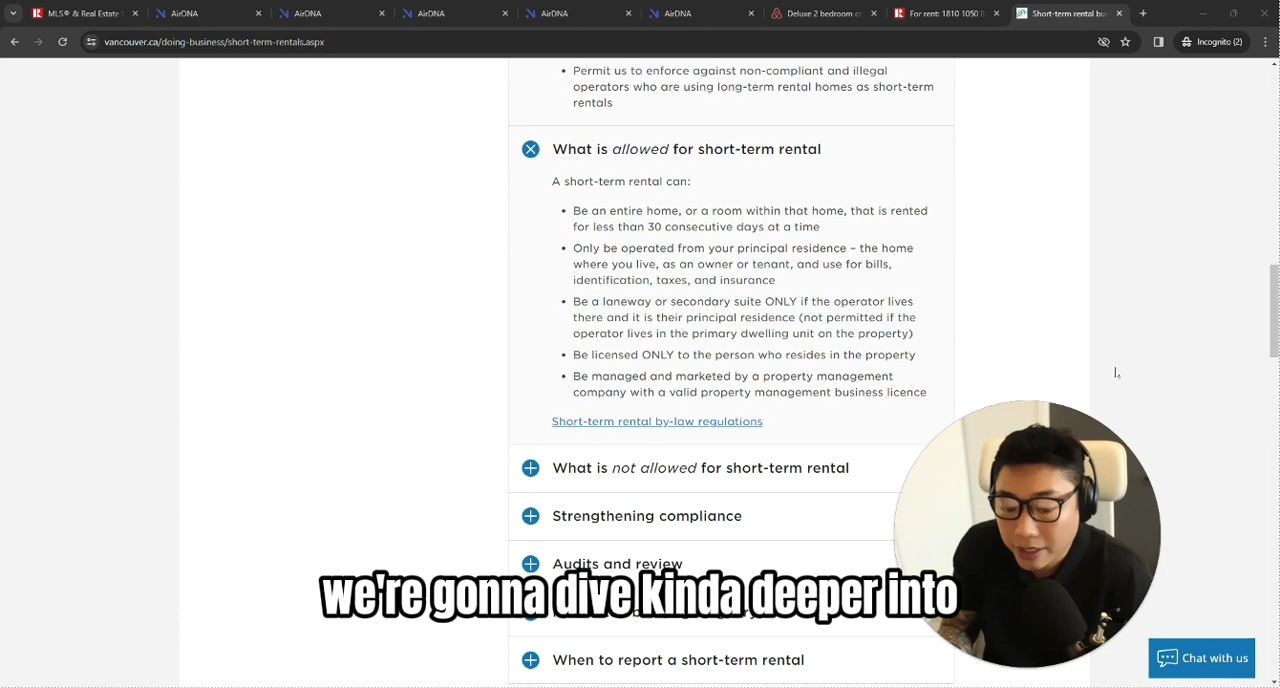 MLS® & Real Estate
AirDNA
AirDNA
AirDNA
AirDNA
AirDNA
Deluxe 2 bedroom co
For rent: 1810 1050 B
Short-term rental bu
vancouver.ca/doing-business/short-term-rentals.aspx
Incognito (2)
• Permit us to enforce against non-compliant and illegal
operators who are using long-term rental homes as short-term
rentals
What is allowed for short-term rental
A short-term rental can:
• Be an entire home, or a room within that home, that is rented
for less than 30 consecutive days at a time
• Only be operated from your principal residence – the home
where you live, as an owner or tenant, and use for bills,
identification, taxes, and insurance
• Be a laneway or secondary suite ONLY if the operator lives
there and it is their principal residence (not permitted if the
operator lives in the primary dwelling unit on the property)
• Be licensed ONLY to the person who resides in the property
• Be managed and marketed by a property management
company with a valid property management business licence
Short-term rental by-law regulations
What is not allowed for short-term rental
Strengthening compliance
Audits and review
we're gonna dive kinda deeper into
When to report a short-term rental
Chat with us